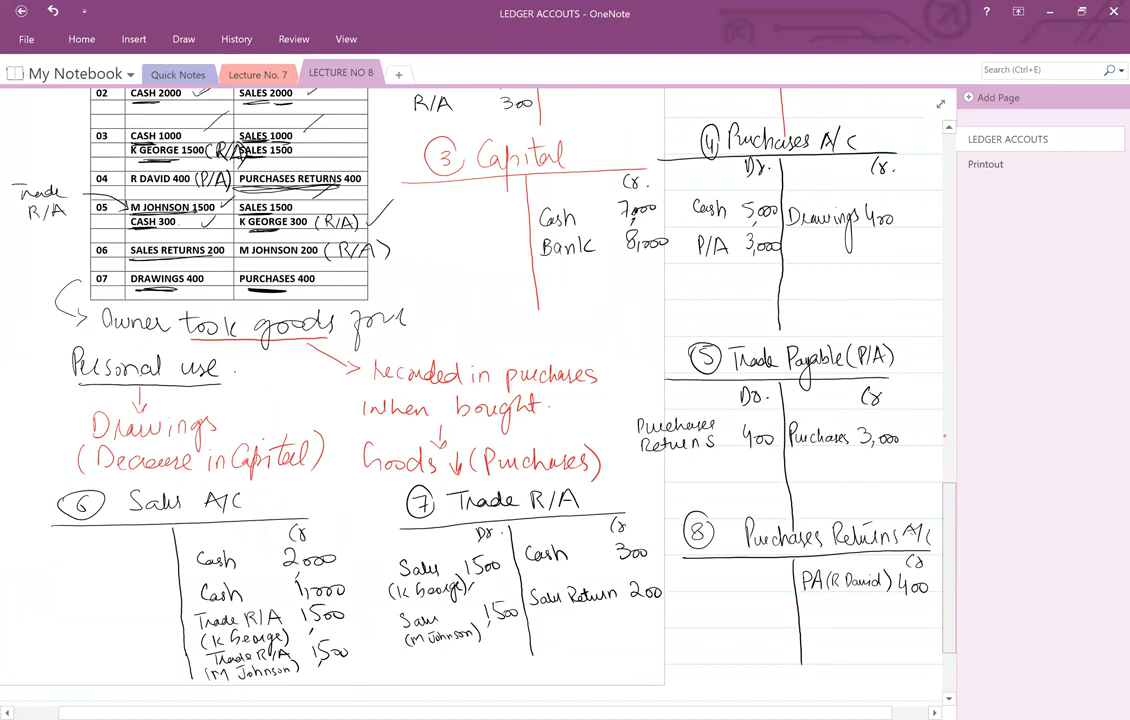 LEDGER ACCOUTS - OneNote
?
File Home Insert Draw History Review View
My Notebook Quick Notes Lecture No. 7 LECTURE NO 8 +
Search (Ctrl+E)
Add Page
LEDGER ACCOUTS
Printout
02 CASH 2000 SALES 2000
03 CASH 1000 SALES 1000
K GEORGE 1500 (R/A) SALES 1500
04 R DAVID 400 (P/A) PURCHASES RETURNS 400
Trade
R/A
05 M JOHNSON 1500 SALES 1500
CASH 300 K GEORGE 300 (R/A)
06 SALES RETURNS 200 M JOHNSON 200 (R/A)
07 DRAWINGS 400 PURCHASES 400
Owner took goods for
Personal use.
Drawings
(Decrease in Capital)
recorded in purchases
when bought.
Goods ↓ (Purchases)
R/A 300
3 Capital
Cr.
Cash 7,000
Bank 8,000
4 Purchases A/C
Dr. Cr.
Cash 5,000 Drawings 400
P/A 3,000
5 Trade Payable (P/A)
Dr. Cr
Purchases
Returns 400 Purchases 3,000
6 Sales A/C
Cr
Cash 2,000
Cash 1,000
Trade R/A 1500
(K George)
Trade R/A 1,500
(M Johnson)
7 Trade R/A
Dr. Cr
Sales 1500 Cash 300
(K George)
Sales Return 200
Sales 1500
(M Johnson)
8 Purchases Returns A/C
Cr
PA (R David) 400